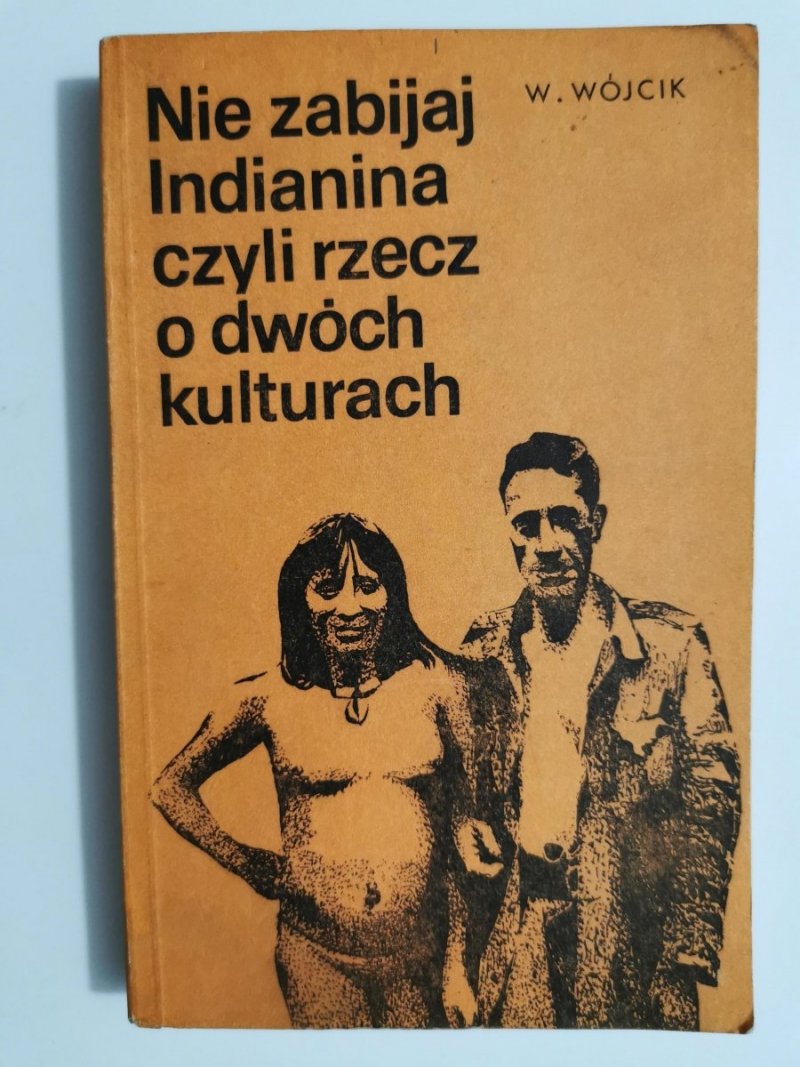 Nie zabijaj
Indianina
czyli rzecz
o dwóch
kulturach
W. WÓJCIK